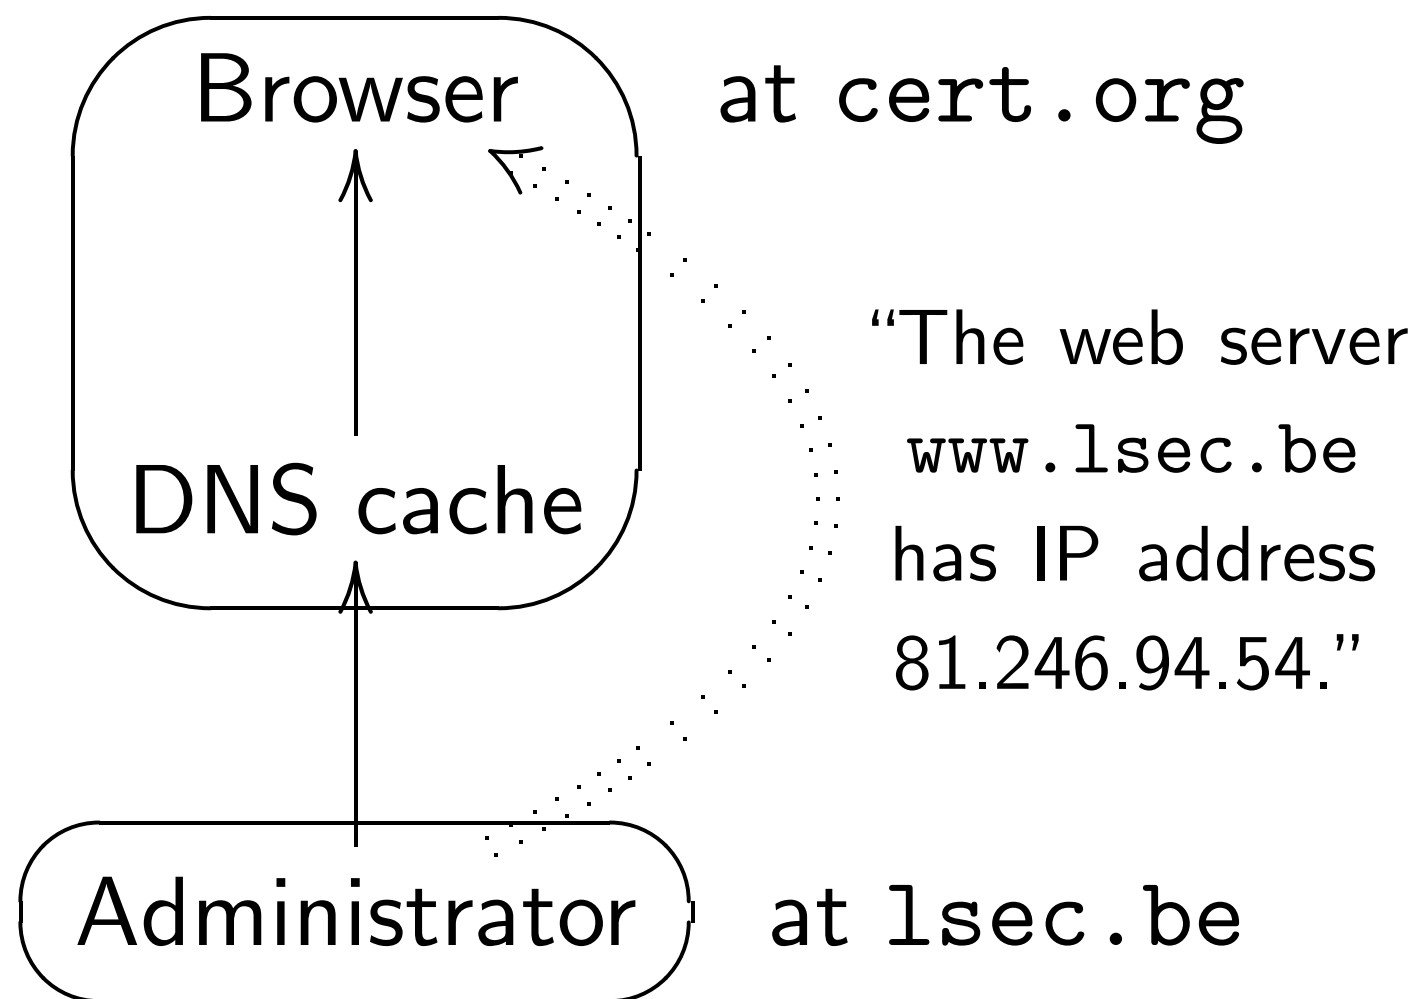 Browser at cert.org
“The web server
www.lsec.be
DNS cache
has IP address
81.246.94.54.”
Administrator at lsec.be